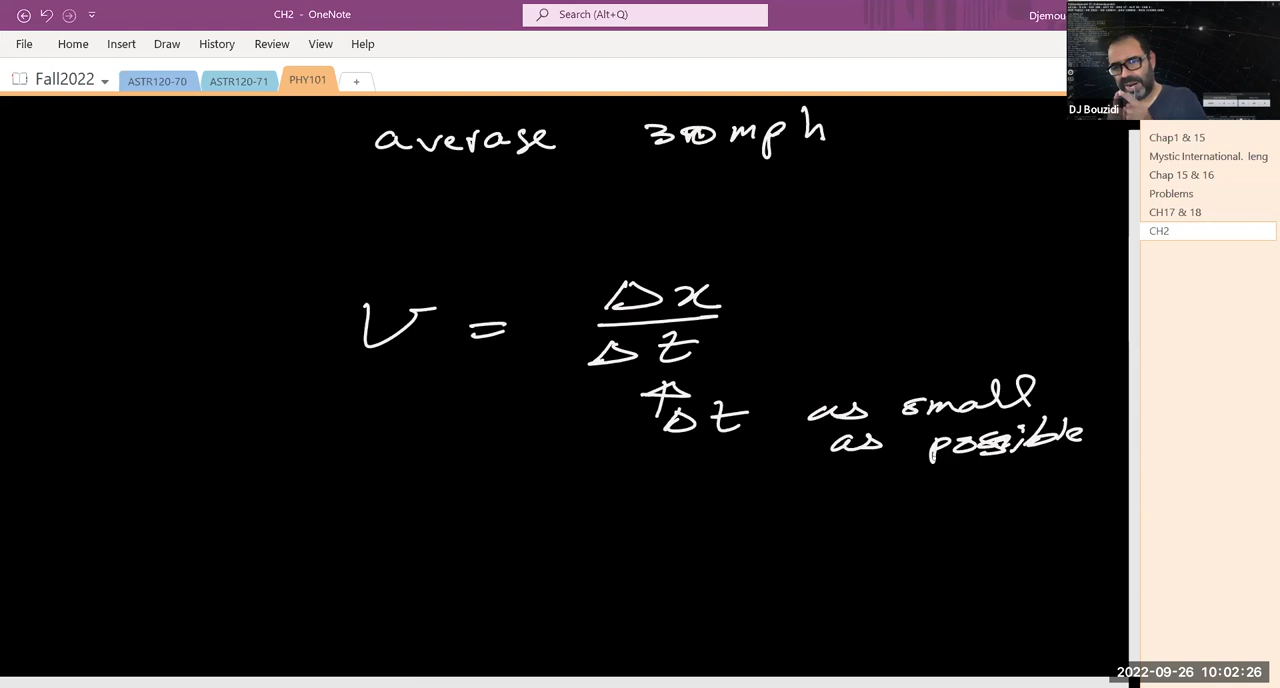 CH2 - OneNote
Search (Alt+Q)
Djemou
File Home Insert Draw History Review View Help
Fall2022 ASTR120-70 ASTR120-71 PHY101 +
DJ Bouzidi
Chap1 & 15
Mystic International. leng
Chap 15 & 16
Problems
CH17 & 18
CH2
average 300 mph
V = Δx
Δt
Δt as small
as possible
2022-09-26 10:02:26